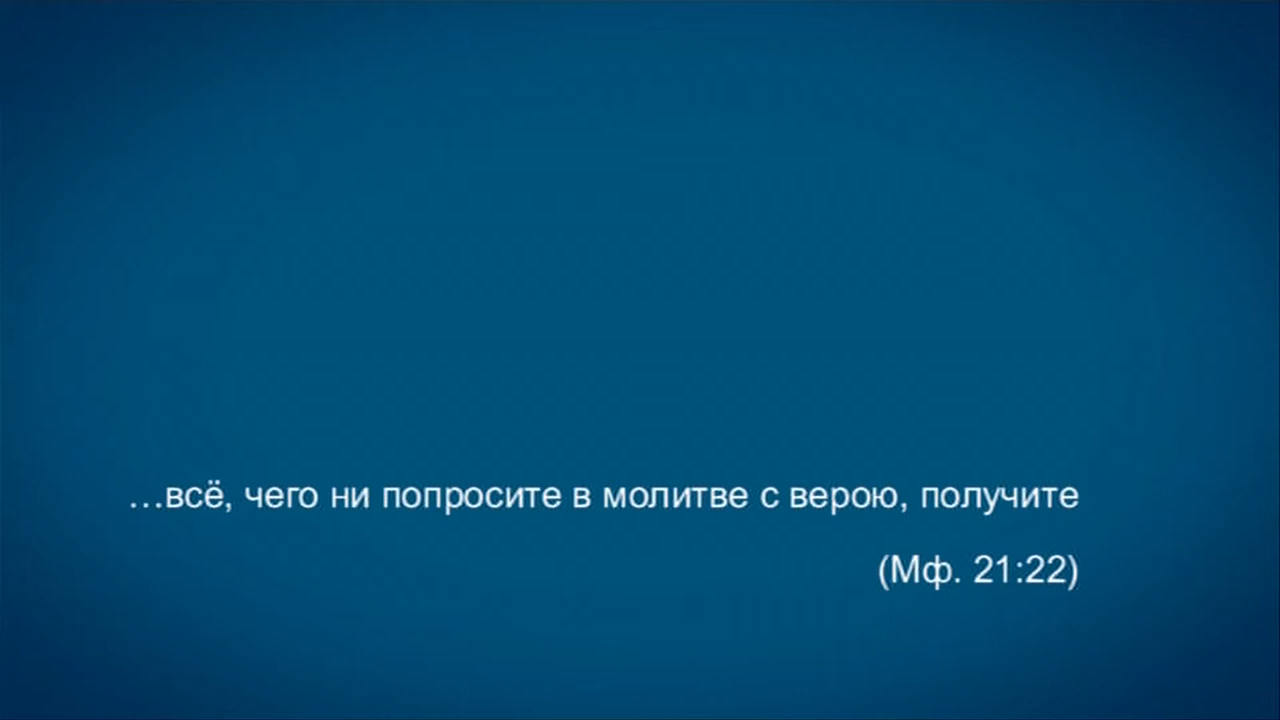 …всё, чего ни попросите в молитве с верою, получите
(Мф. 21:22)